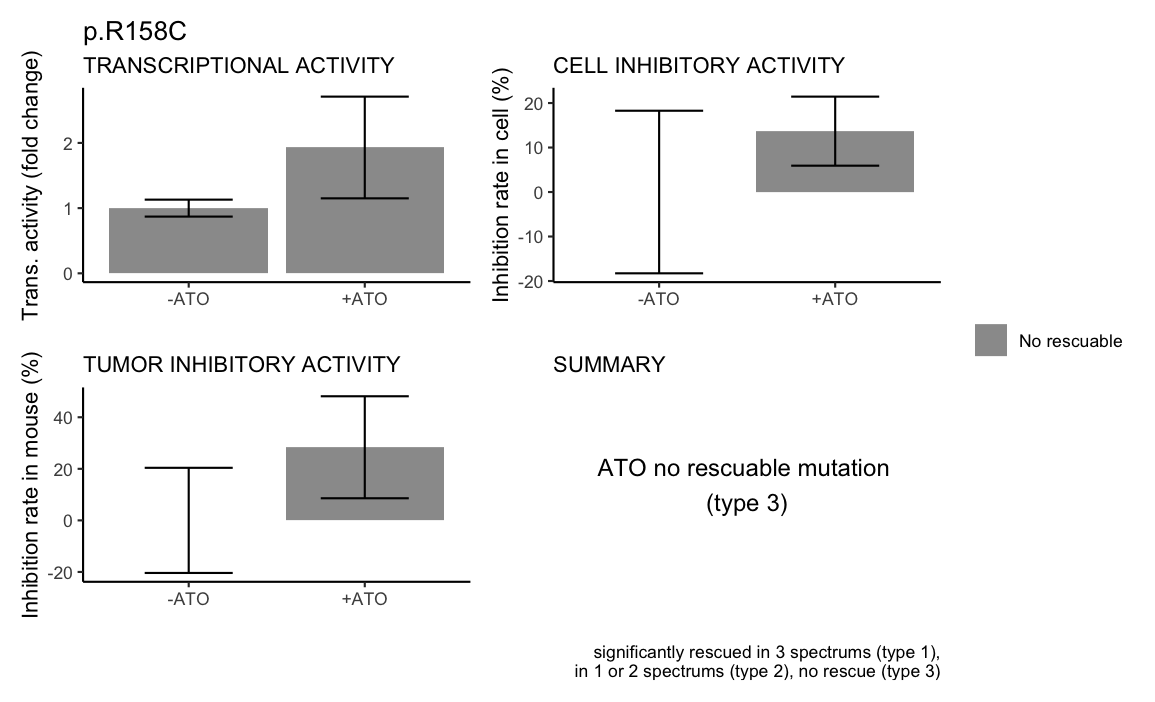 p.R158C
TRANSCRIPTIONAL ACTIVITY
Trans. activity (fold change)
2
1
0
-ATO
+ATO
CELL INHIBITORY ACTIVITY
Inhibition rate in cell (%)
20
10
0
-10
-20
-ATO
+ATO
No rescuable
TUMOR INHIBITORY ACTIVITY
Inhibition rate in mouse (%)
40
20
0
-20
-ATO
+ATO
SUMMARY
ATO no rescuable mutation
(type 3)
significantly rescued in 3 spectrums (type 1),
in 1 or 2 spectrums (type 2), no rescue (type 3)